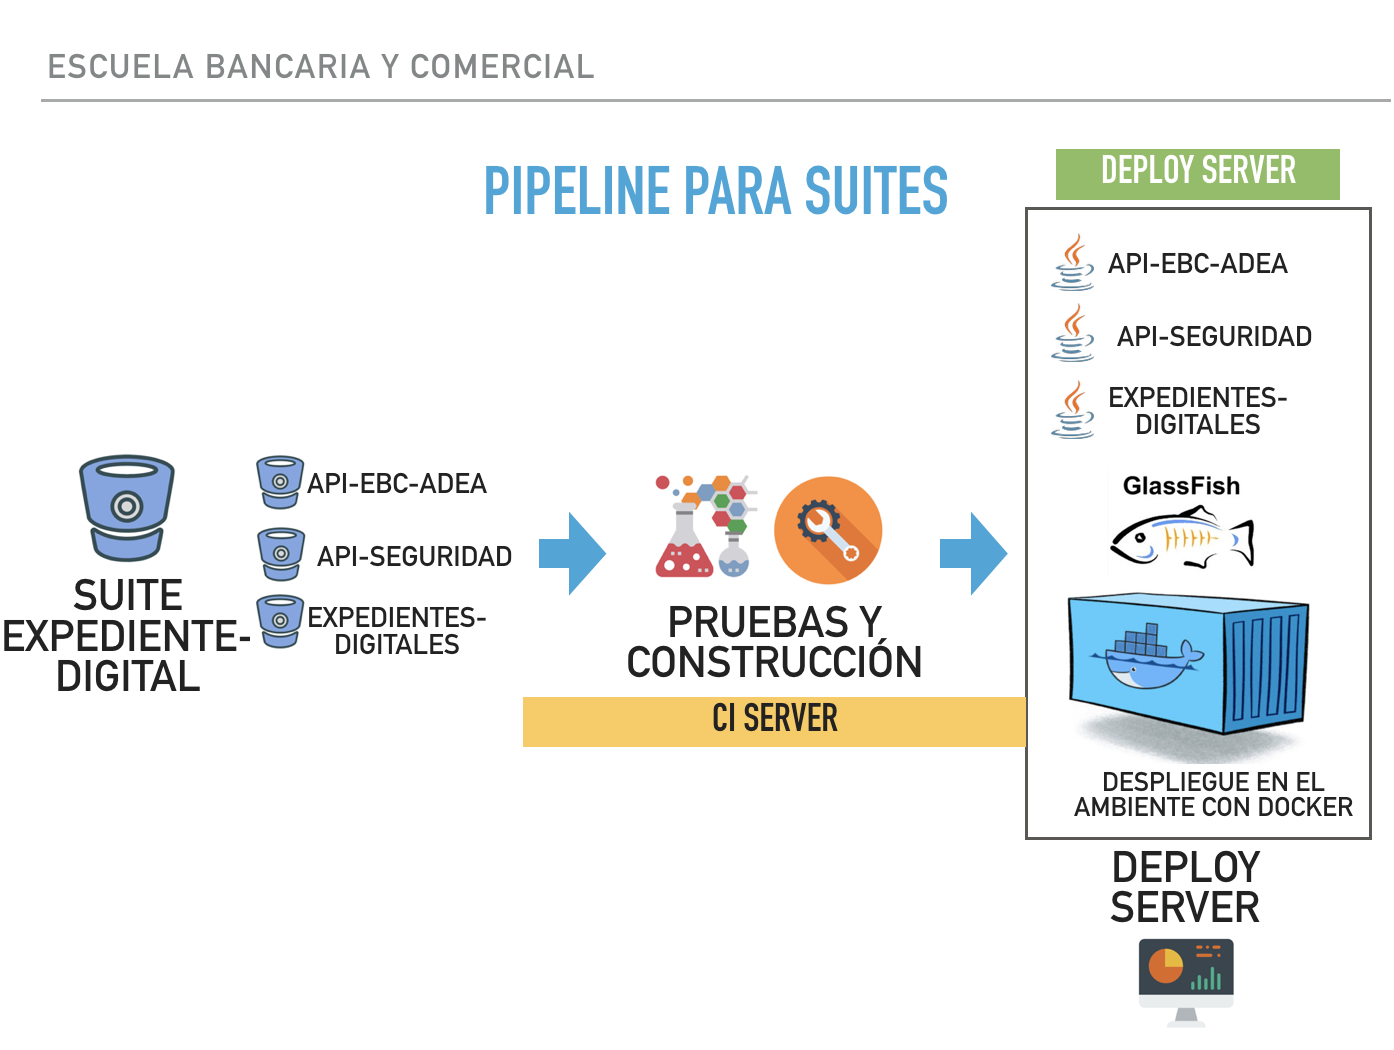 ESCUELA BANCARIA Y COMERCIAL
PIPELINE PARA SUITES
SUITE
EXPEDIENTE-
DIGITAL
API-EBC-ADEA
API-SEGURIDAD
EXPEDIENTES-
DIGITALES
PRUEBAS Y
CONSTRUCCIÓN
CI SERVER
DEPLOY SERVER
API-EBC-ADEA
API-SEGURIDAD
EXPEDIENTES-
DIGITALES
GlassFish
DESPLIEGUE EN EL
AMBIENTE CON DOCKER
DEPLOY
SERVER